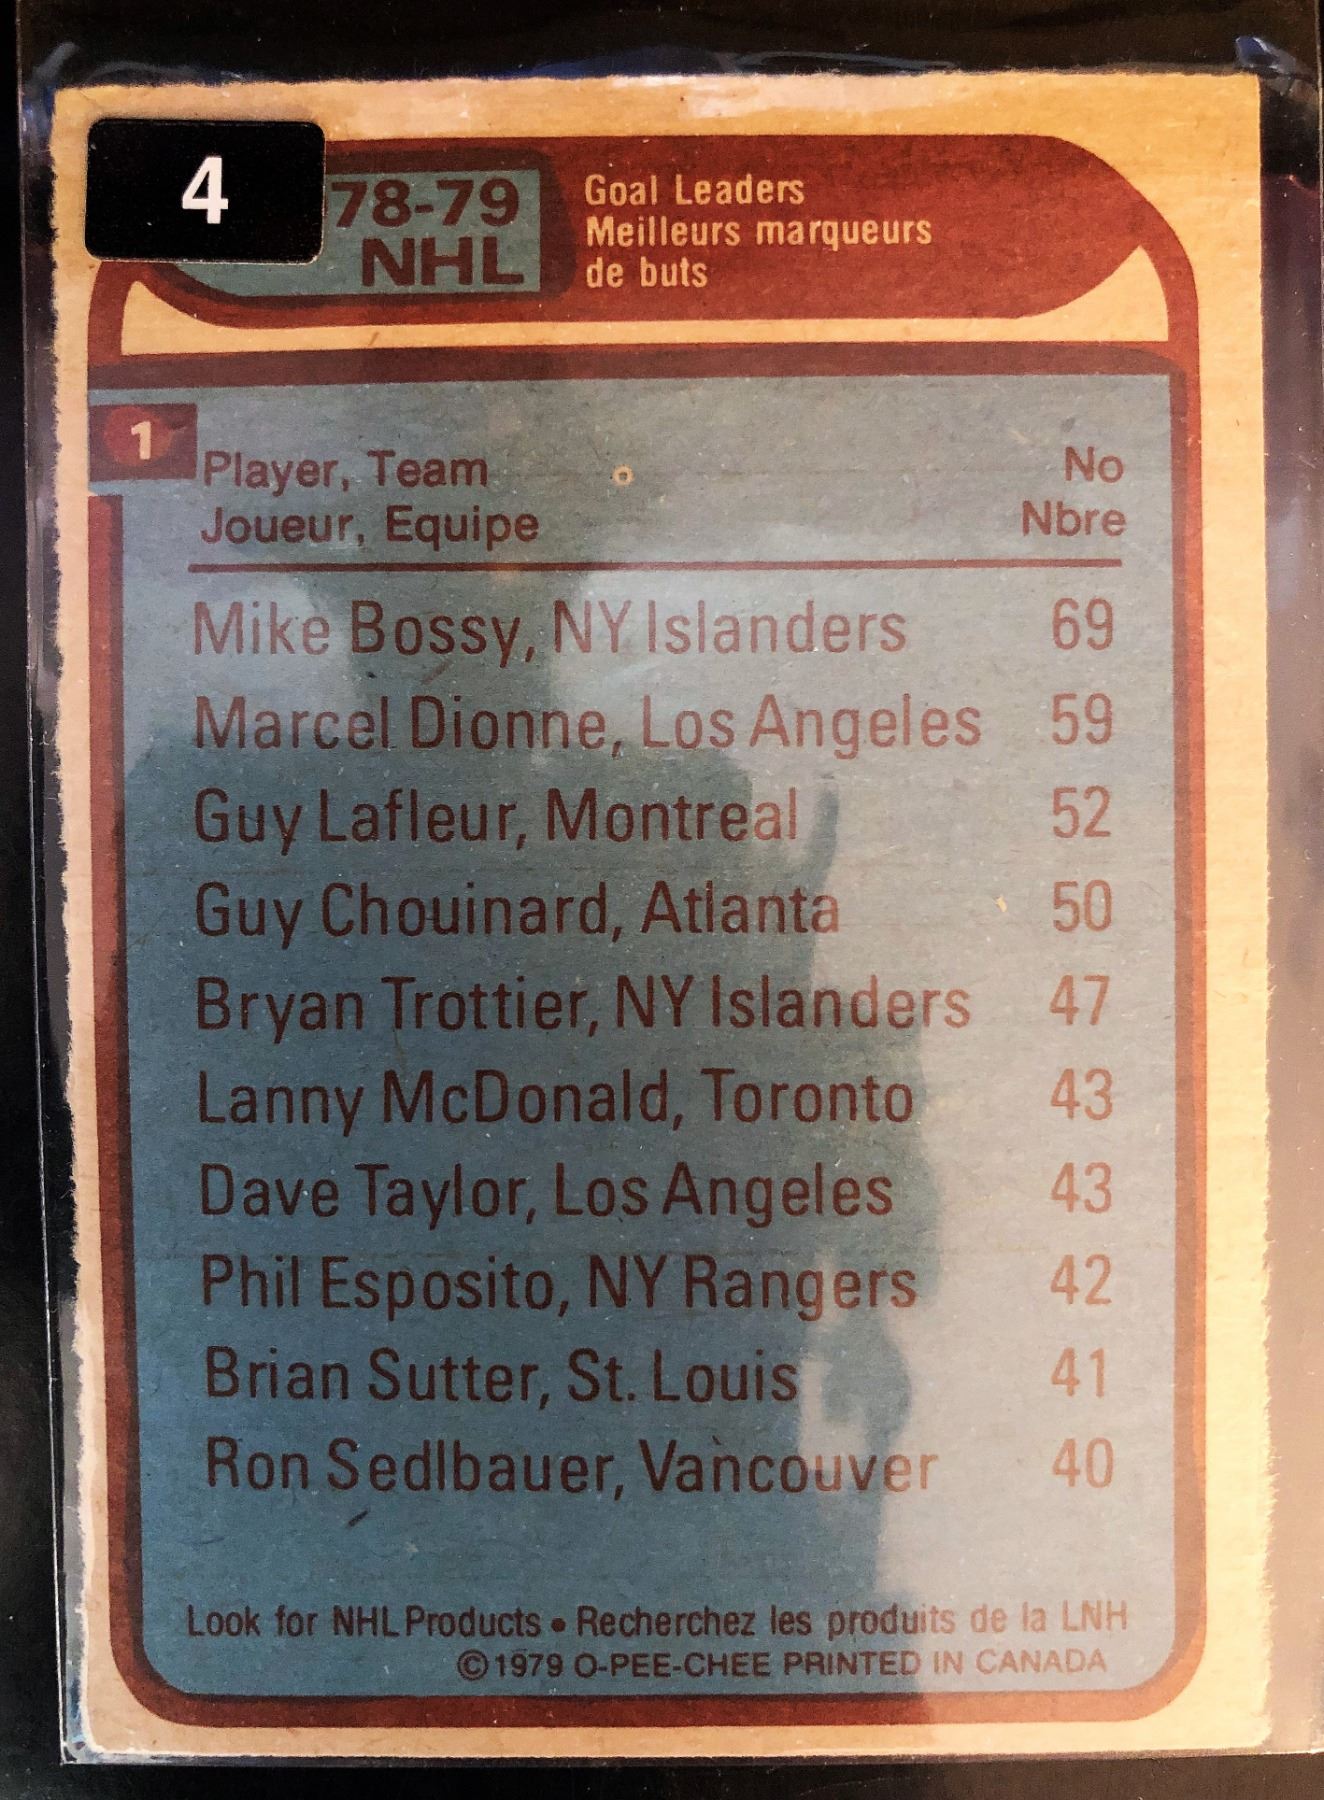 4
78-79
NHL
Goal Leaders
Meilleurs marqueurs
de buts
1
Player, Team No
Joueur, Equipe Nbre
Mike Bossy, NY Islanders 69
Marcel Dionne, Los Angeles 59
Guy Lafleur, Montreal 52
Guy Chouinard, Atlanta 50
Bryan Trottier, NY Islanders 47
Lanny McDonald, Toronto 43
Dave Taylor, Los Angeles 43
Phil Esposito, NY Rangers 42
Brian Sutter, St. Louis 41
Ron Sedlbauer, Vancouver 40
Look for NHL Products • Recherchez les produits de la LNH
©1979 O-PEE-CHEE PRINTED IN CANADA